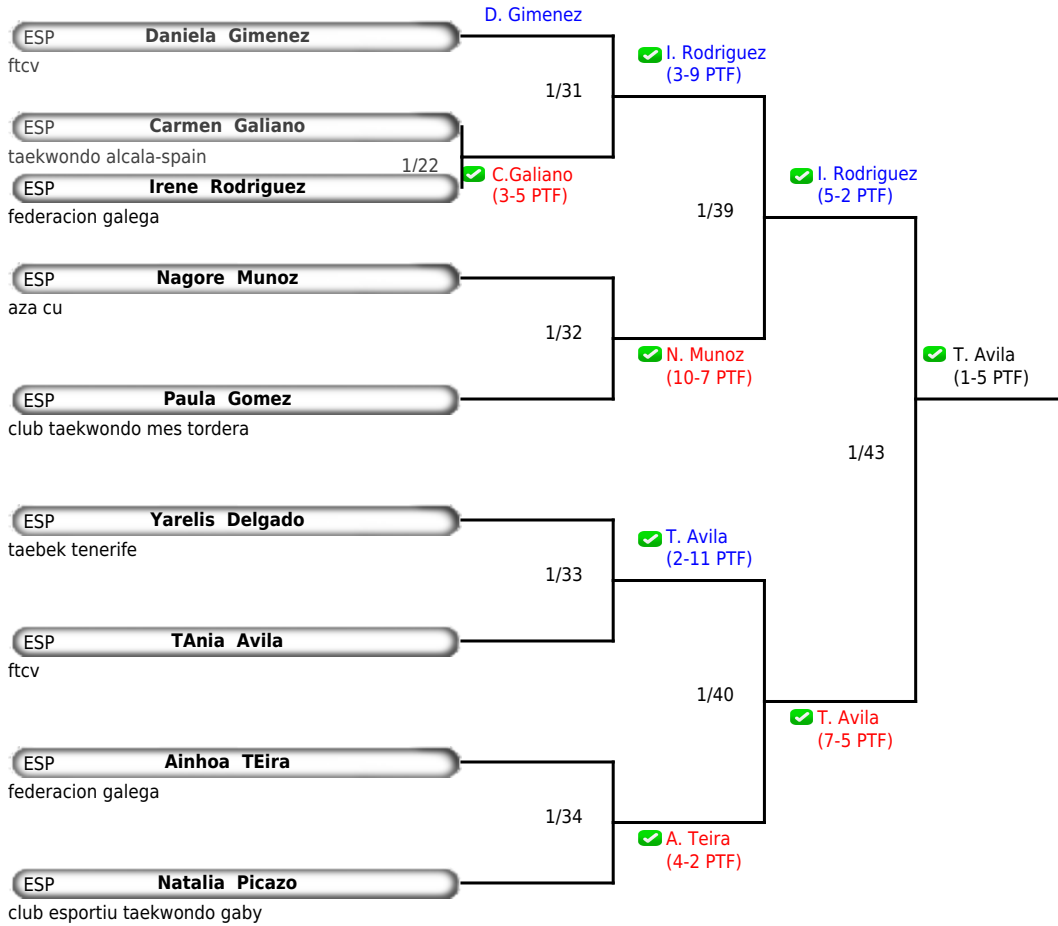 D. Gimenez
ESP Daniela Gimenez
ftcv
I. Rodriguez
(3-9 PTF)
1/31
ESP Carmen Galiano
taekwondo alcala-spain
1/22
C.Galiano
(3-5 PTF)
ESP Irene Rodriguez
federacion galega
I. Rodriguez
(5-2 PTF)
1/39
ESP Nagore Munoz
aza cu
1/32
N. Munoz
(10-7 PTF)
T. Avila
(1-5 PTF)
ESP Paula Gomez
club taekwondo mes tordera
1/43
ESP Yarelis Delgado
taebek tenerife
T. Avila
(2-11 PTF)
1/33
ESP TAnia Avila
ftcv
1/40
T. Avila
(7-5 PTF)
ESP Ainhoa TEira
federacion galega
1/34
A. Teira
(4-2 PTF)
ESP Natalia Picazo
club esportiu taekwondo gaby